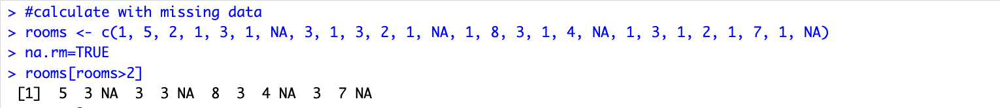 > #calculate with missing data
> rooms <- c(1, 5, 2, 1, 3, 1, NA, 3, 1, 3, 2, 1, NA, 1, 8, 3, 1, 4, NA, 1, 3, 1, 2, 1, 7, 1, NA)
> na.rm=TRUE
> rooms[rooms>2]
[1]  5  3 NA  3  3 NA  8  3  4 NA  3  7 NA